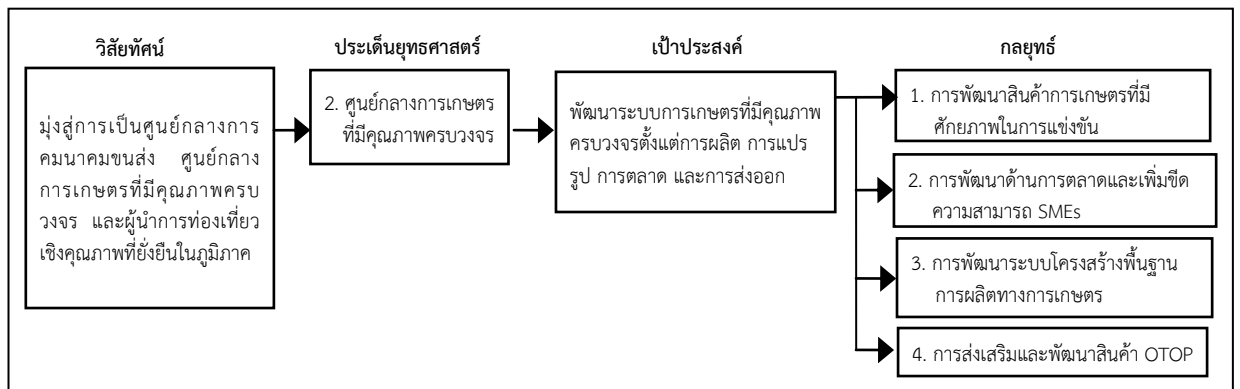 วิสัยทัศน์
มุ่งสู่การเป็นศูนย์กลางการ
คมนาคมขนส่ง ศูนย์กลาง
การเกษตรที่มีคุณภาพครบ
วงจร และผู้นำการท่องเที่ยว
เชิงคุณภาพที่ยั่งยืนในภูมิภาค
ประเด็นยุทธศาสตร์
2. ศูนย์กลางการเกษตร
ที่มีคุณภาพครบวงจร
เป้าประสงค์
พัฒนาระบบการเกษตรที่มีคุณภาพ
ครบวงจรตั้งแต่การผลิต การแปร
รูป การตลาด และการส่งออก
กลยุทธ์
1. การพัฒนาสินค้าการเกษตรที่มี
ศักยภาพในการแข่งขัน
2. การพัฒนาด้านการตลาดและเพิ่มขีด
ความสามารถ SMEs
3. การพัฒนาระบบโครงสร้างพื้นฐาน
การผลิตทางการเกษตร
4. การส่งเสริมและพัฒนาสินค้า OTOP